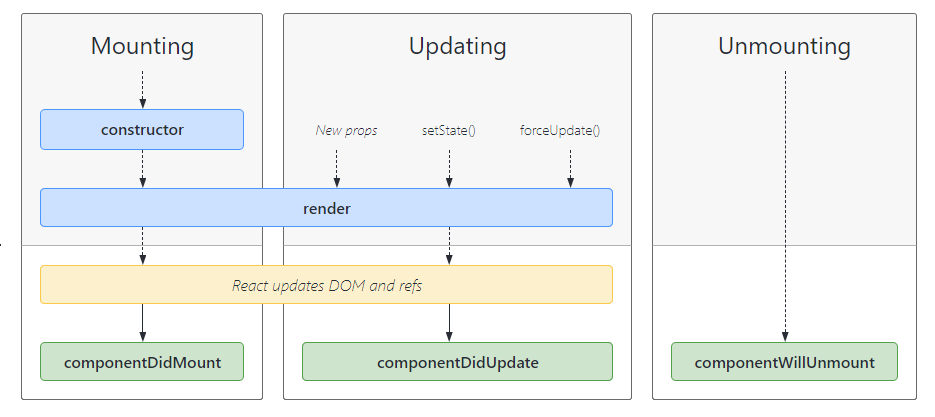 Mounting
Updating
Unmounting
constructor
New props
setState()
forceUpdate()
render
React updates DOM and refs
componentDidMount
componentDidUpdate
componentWillUnmount